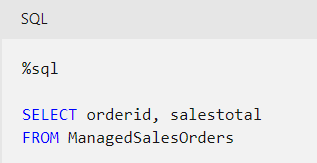 SQL
%sql
SELECT orderid, salestotal
FROM ManagedSalesOrders